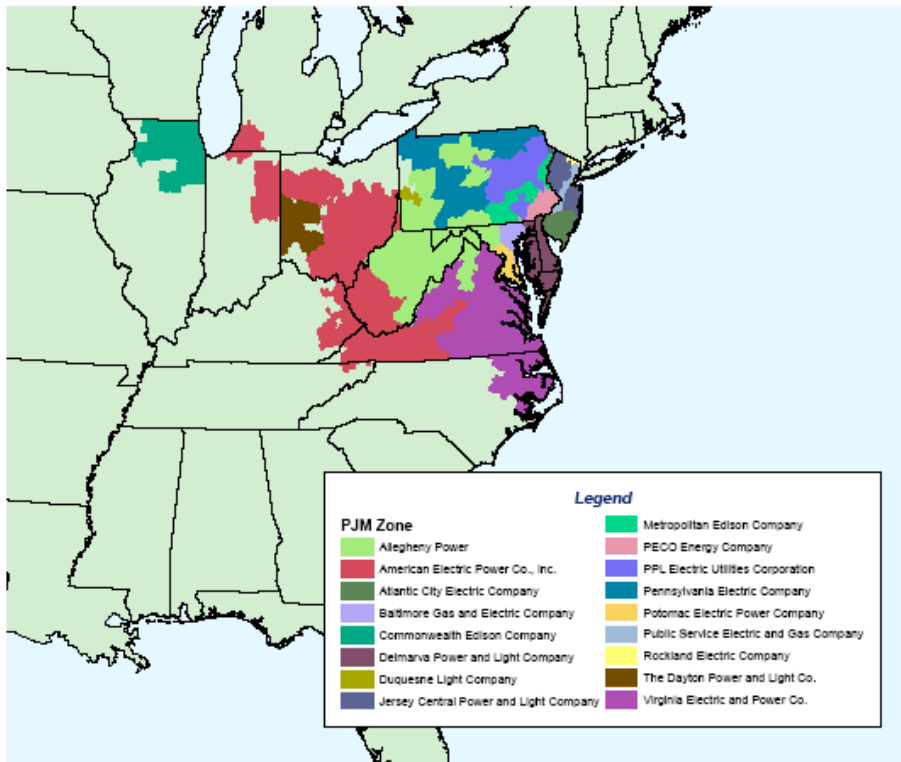 Legend
PJM Zone
Allegheny Power
American Electric Power Co., Inc.
Atlantic City Electric Company
Baltimore Gas and Electric Company
Commonwealth Edison Company
Delmarva Power and Light Company
Duquesne Light Company
Jersey Central Power and Light Company
Metropolitan Edison Company
PECO Energy Company
PPL Electric Utilities Corporation
Pennsylvania Electric Company
Potomac Electric Power Company
Public Service Electric and Gas Company
Rockland Electric Company
The Dayton Power and Light Co.
Virginia Electric and Power Co.